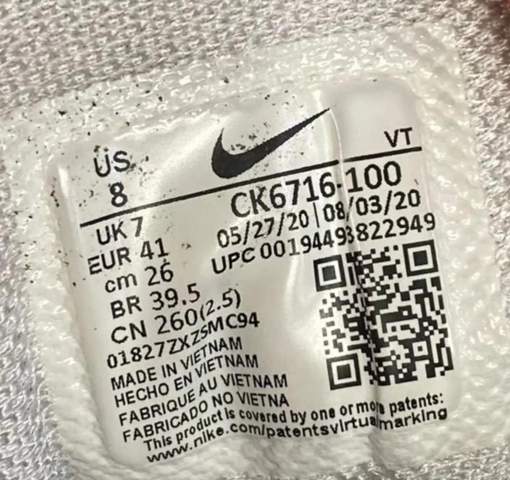 US
8
VT
CK6716-100
UK 7
05/27/20 | 08/03/20
EUR 41
UPC 00194493822949
cm 26
BR 39.5
CN 260(2.5)
01827ZXZSMC94
MADE IN VIETNAM
HECHO EN VIETNAM
FABRIQUE AU VIETNAM
FABRICADO NO VIETNA
This product is covered by one or more patents:
www.nike.com/patentsvirtualmarking